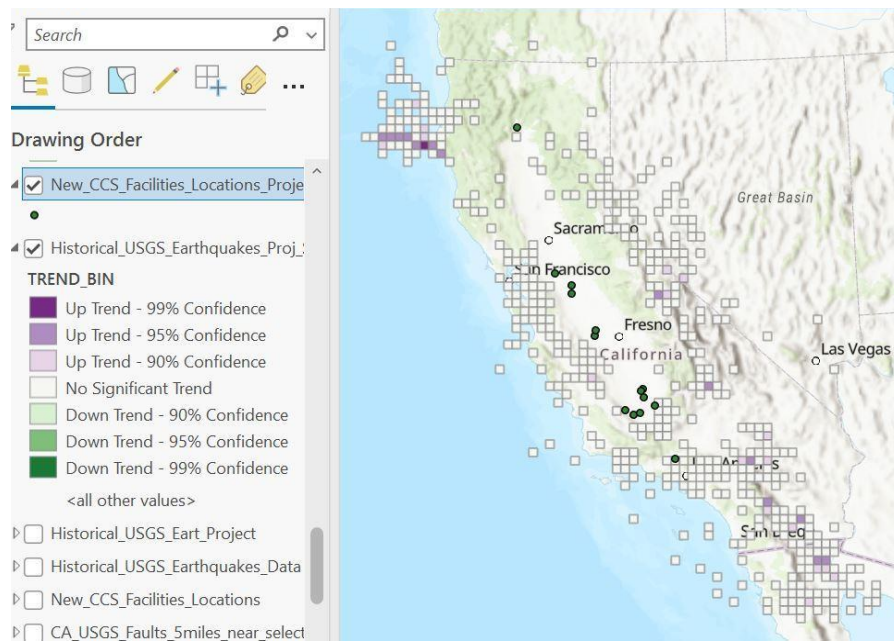 Search
...
Drawing Order
New_CCS_Facilities_Locations_Proje
Historical_USGS_Earthquakes_Proj_
TREND_BIN
Up Trend - 99% Confidence
Up Trend - 95% Confidence
Up Trend - 90% Confidence
No Significant Trend
Down Trend - 90% Confidence
Down Trend - 95% Confidence
Down Trend - 99% Confidence
<all other values>
Historical_USGS_Eart_Project
Historical_USGS_Earthquakes_Data
New_CCS_Facilities_Locations
CA_USGS_Faults_5miles_near_select
Great Basin
San Francisco
Fresno
Las Vegas
California